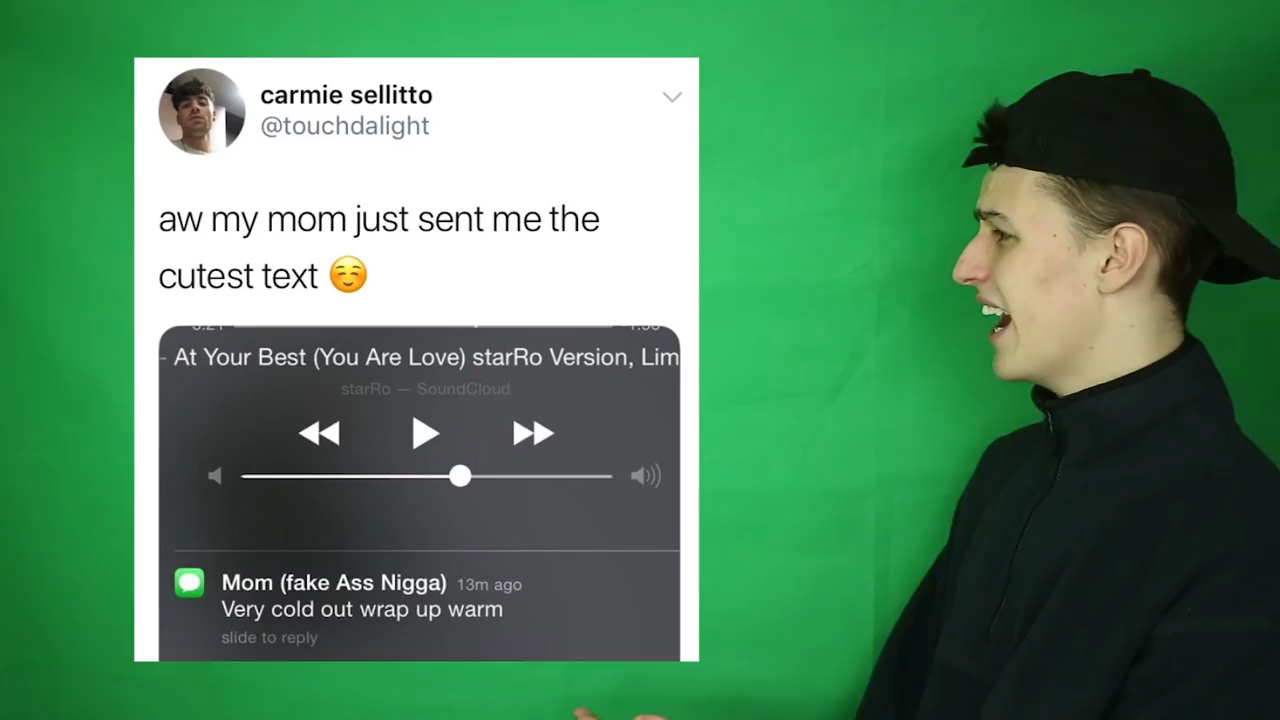 carmie sellitto
@touchdalight
aw my mom just sent me the
cutest text ☺️
- At Your Best (You Are Love) starRo Version, Lim
starRo — SoundCloud
Mom (fake Ass Nigga) 13m ago
Very cold out wrap up warm
slide to reply